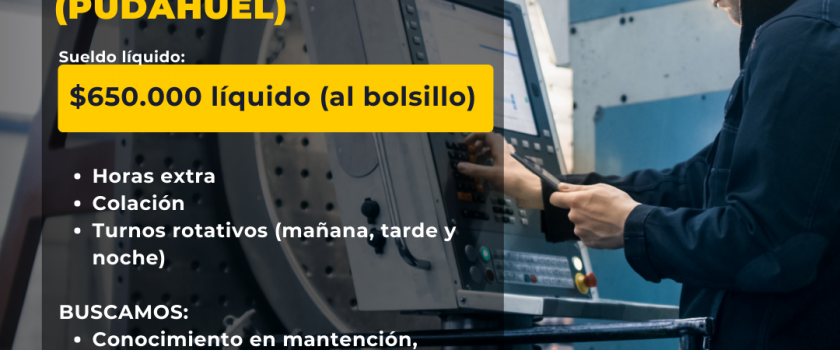 (PUDAHUEL)
Sueldo líquido:
$650.000 líquido (al bolsillo)
• Horas extra
• Colación
• Turnos rotativos (mañana, tarde y
noche)
BUSCAMOS:
• Conocimiento en mantención,